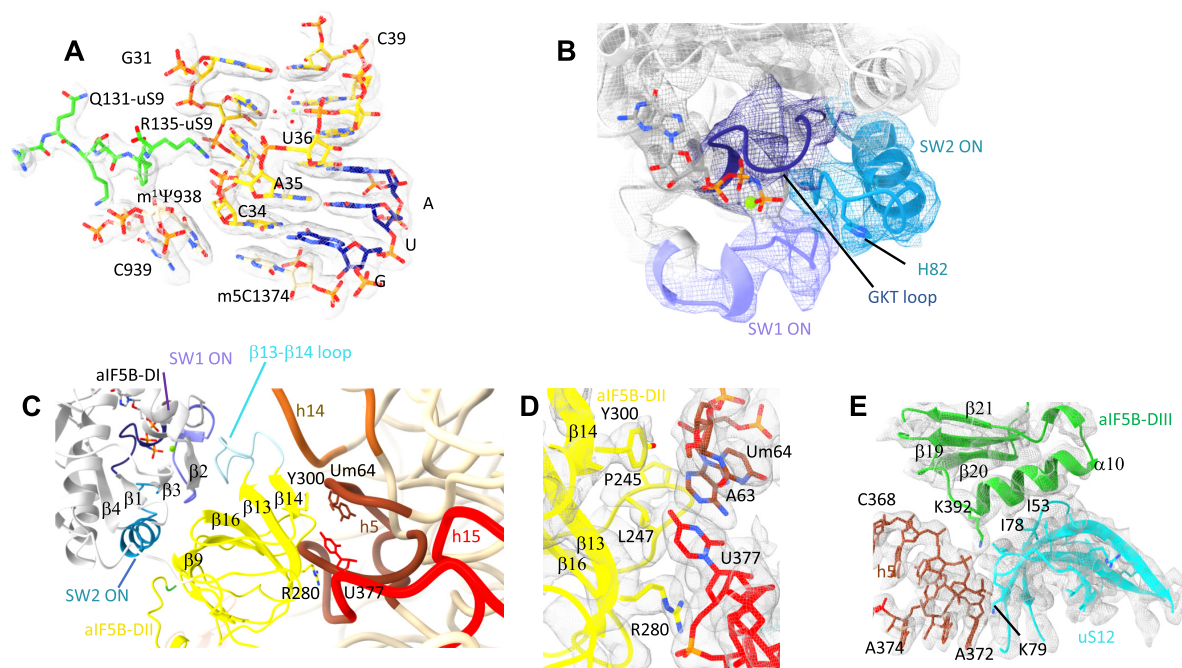 A
G31
C39
Q131-uS9
R135-uS9
U36
A35
m¹Ψ938
C34
A
C939
U
G
m5C1374
B
SW2 ON
H82
GKT loop
SW1 ON
C
SW1 ON
β13-β14 loop
aIF5B-DI
h14
β2
Y300
Um64
β3
β1
β4
β14
β13
β16
h5
h15
β9
U377
R280
SW2 ON
aIF5B-DII
D
aIF5B-DII
Y300
β14
Um64
P245
A63
L247
β13
β16
U377
R280
E
β21
aIF5B-DIII
β19
β20
α10
K392
C368
I53
I78
h5
uS12
A374
A372
K79